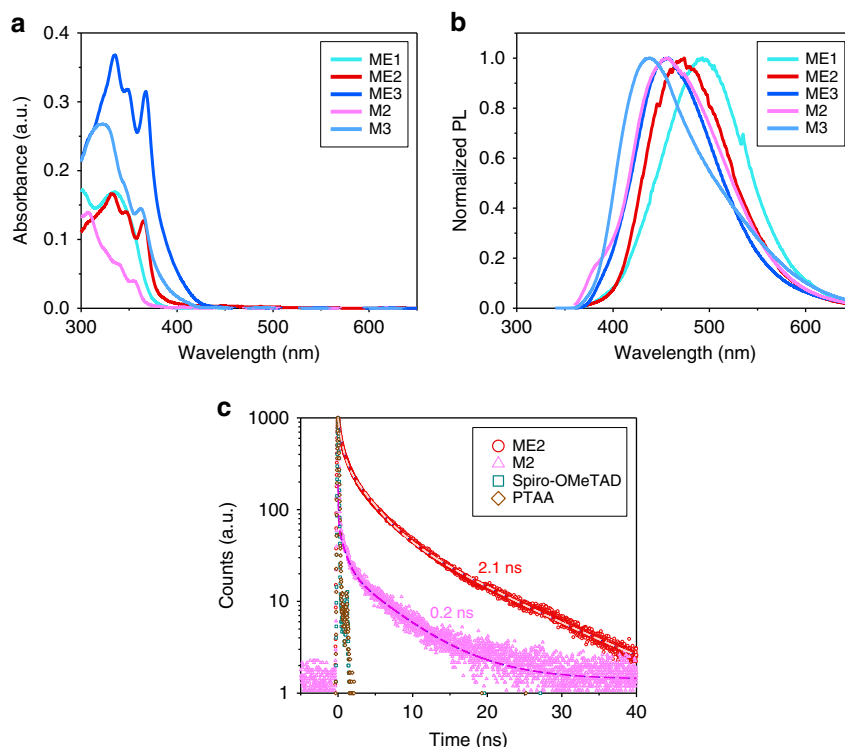 a
0.4
0.3
0.2
0.1
0.0
Absorbance (a.u.)
ME1
ME2
ME3
M2
M3
300 400 500 600
Wavelength (nm)
b
1.0
0.8
0.6
0.4
0.2
0.0
Normalized PL
ME1
ME2
ME3
M2
M3
300 400 500 600
Wavelength (nm)
c
1000
100
10
1
Counts (a.u.)
ME2
M2
Spiro-OMeTAD
PTAA
2.1 ns
0.2 ns
0 10 20 30 40
Time (ns)